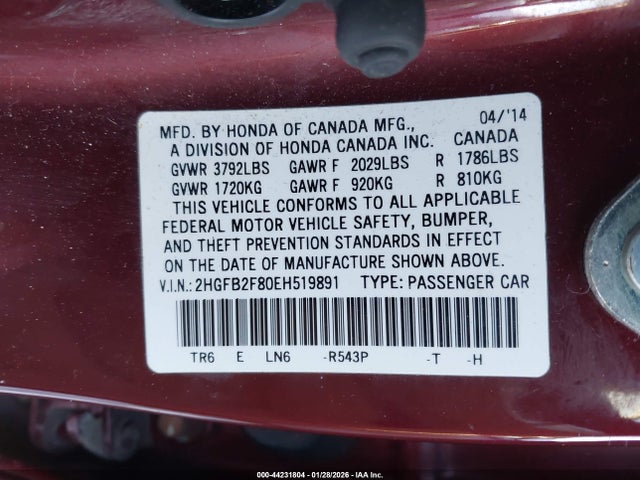 04/'14
MFD. BY HONDA OF CANADA MFG.,
A DIVISION OF HONDA CANADA INC. CANADA
GVWR 3792LBS GAWR F 2029LBS R 1786LBS
GVWR 1720KG GAWR F 920KG R 810KG
THIS VEHICLE CONFORMS TO ALL APPLICABLE
FEDERAL MOTOR VEHICLE SAFETY, BUMPER,
AND THEFT PREVENTION STANDARDS IN EFFECT
ON THE DATE OF MANUFACTURE SHOWN ABOVE.
V.I.N.: 2HGFB2F80EH519891 TYPE: PASSENGER CAR
TR6 E LN6 -R543P -T -H
000-44231804 | 01/28/2026 - IAA Inc.